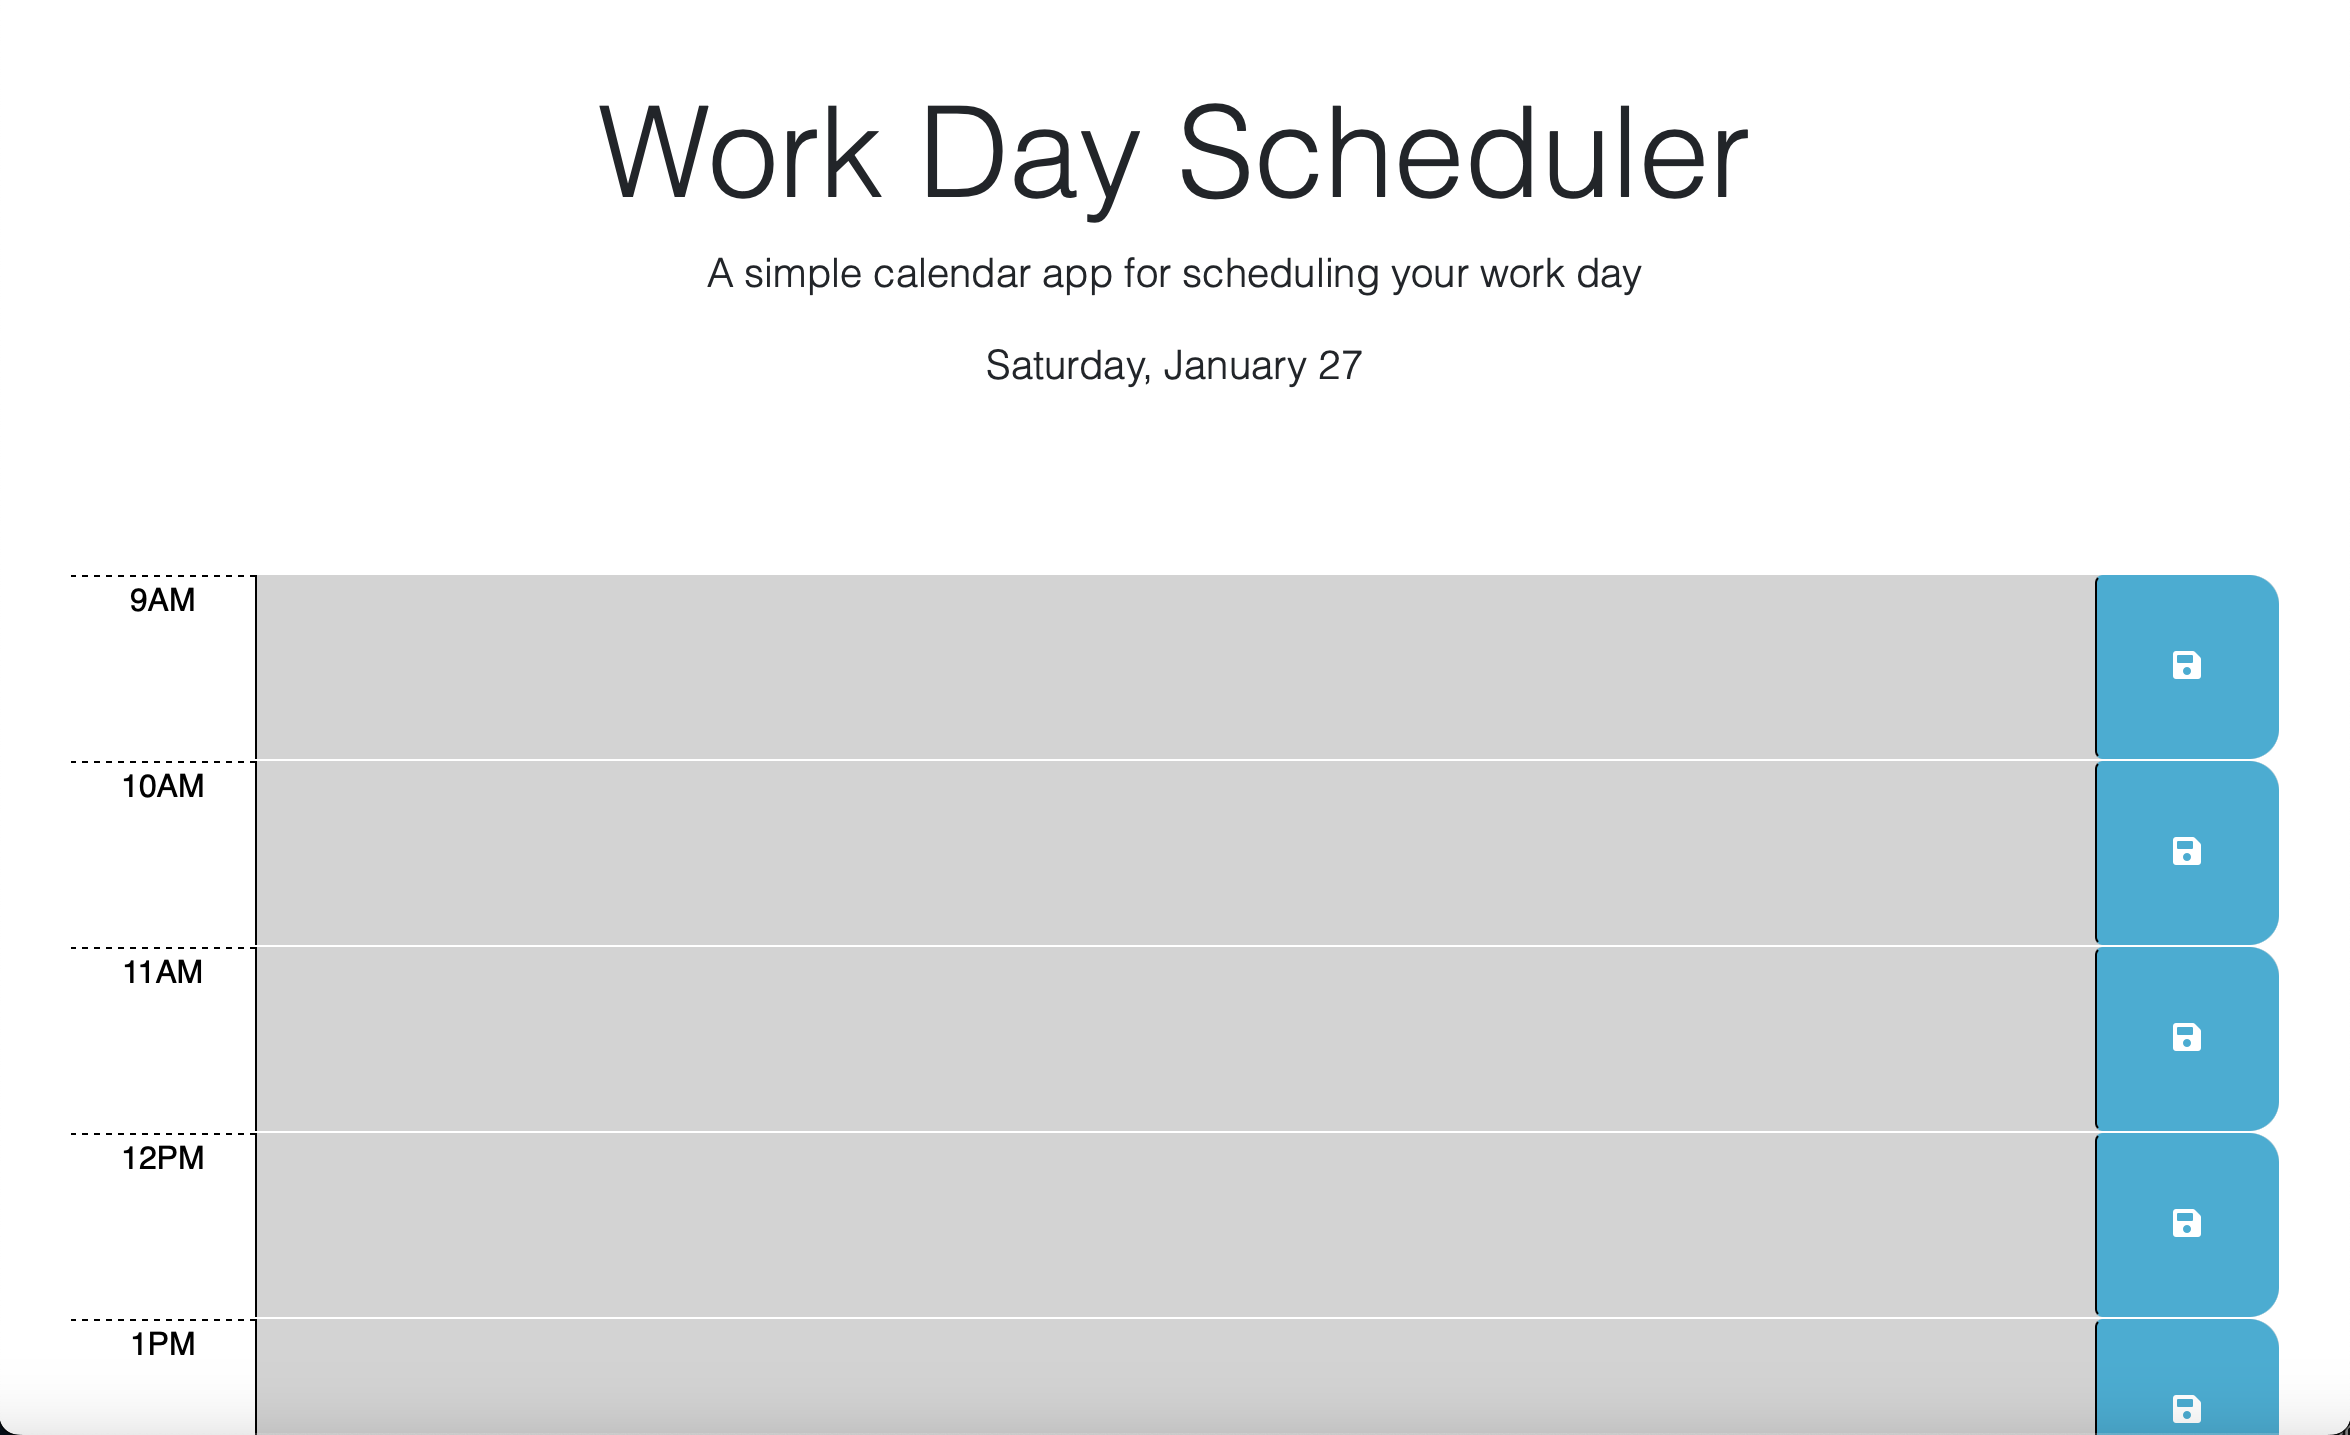 Work Day Scheduler
A simple calendar app for scheduling your work day
Saturday, January 27
9AM
10AM
11AM
12PM
1PM